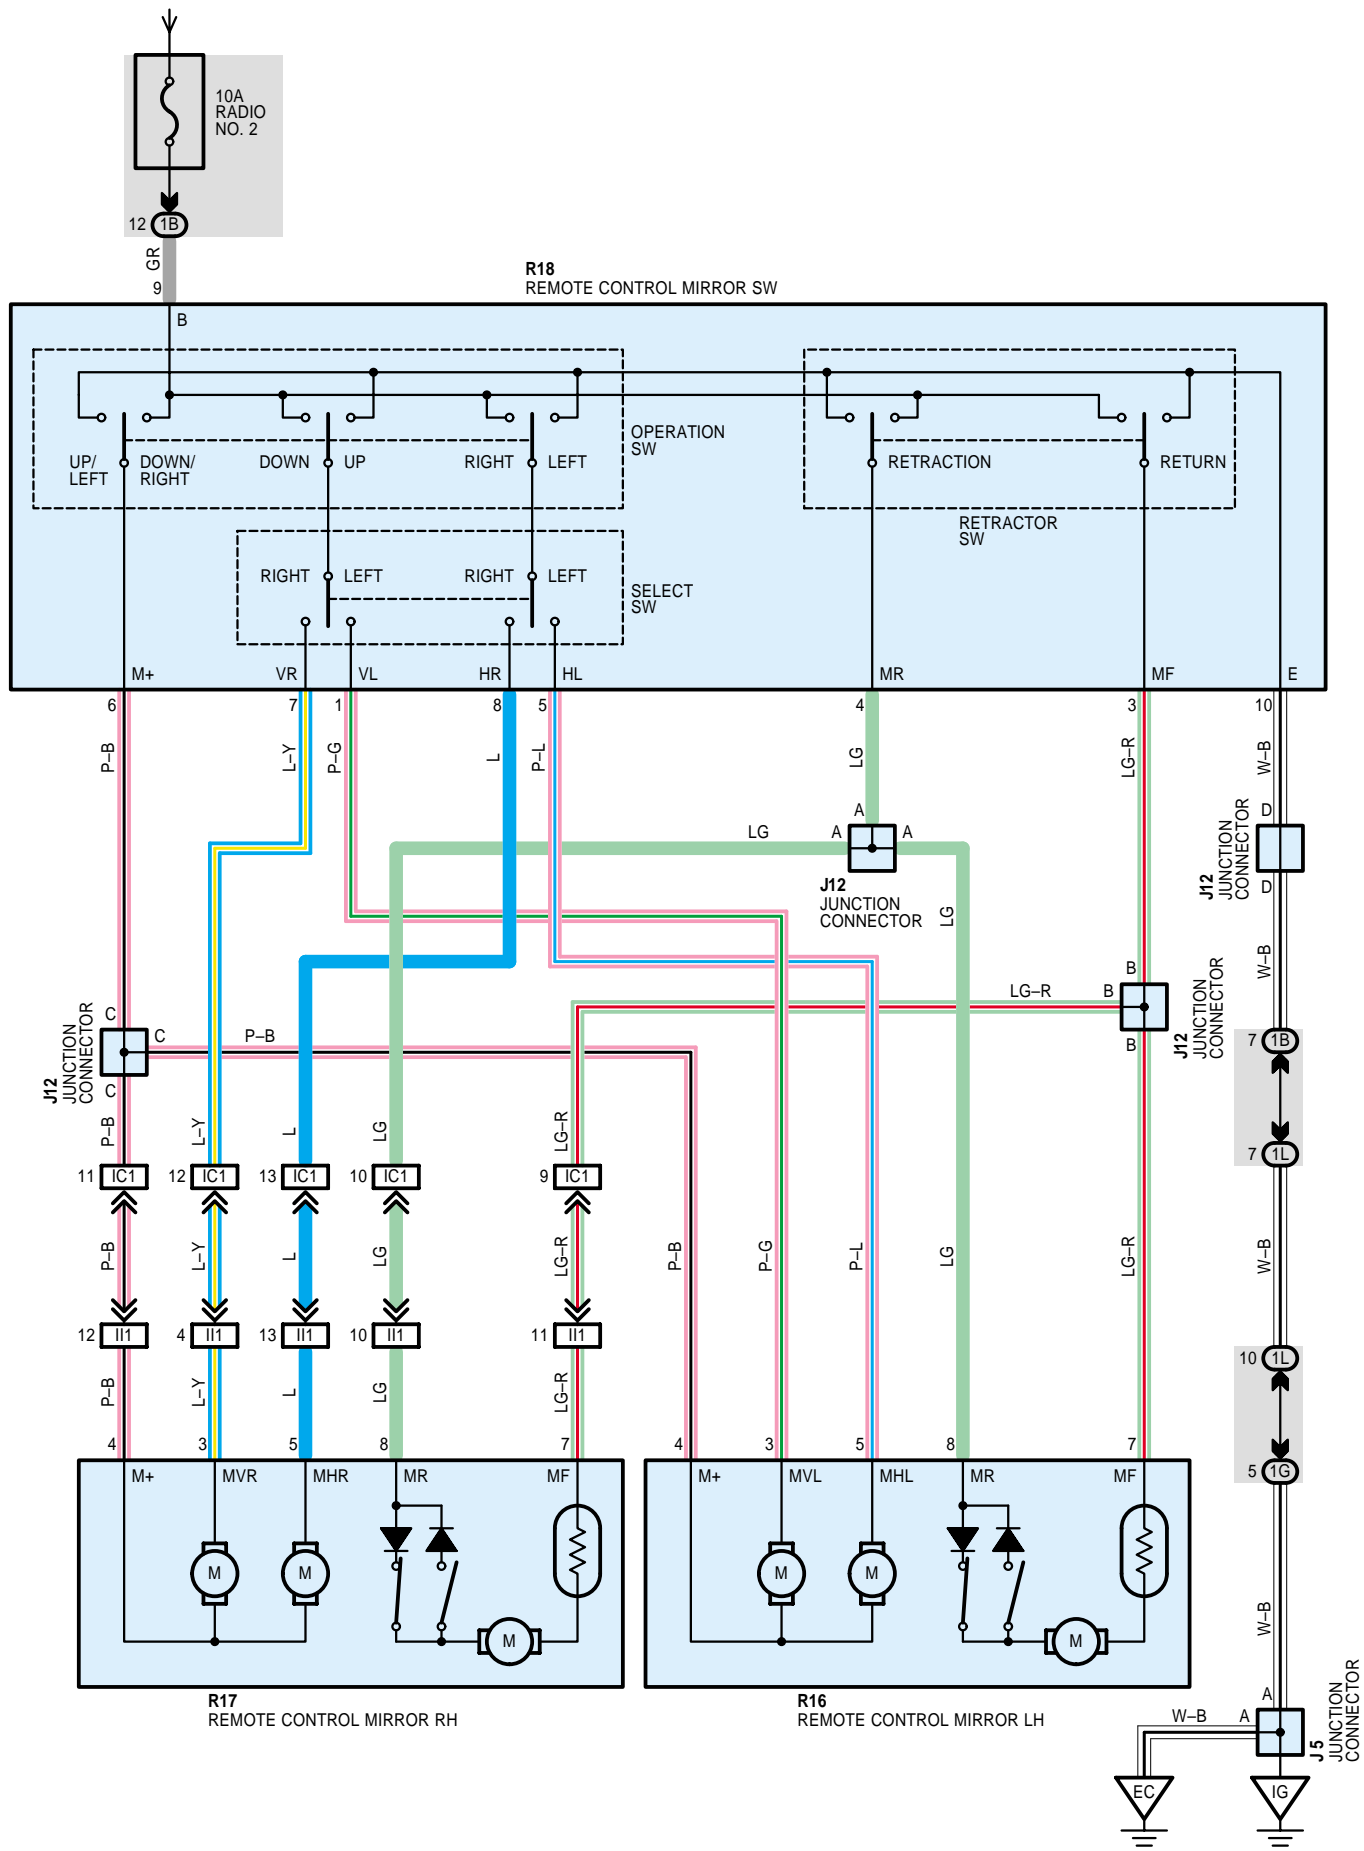 10A
RADIO
NO. 2
12 1B
GR
9
R18
REMOTE CONTROL MIRROR SW
B
UP/
LEFT
DOWN/
RIGHT
DOWN UP
RIGHT LEFT
OPERATION
SW
RETRACTION
RETURN
RETRACTOR
SW
RIGHT LEFT
RIGHT LEFT
SELECT
SW
M+ VR VL HR HL MR MF E
6 7 1 8 5 4 3 10
P–B L–Y P–G L P–L LG LG–R W–B
A
A A
LG
J12
JUNCTION
CONNECTOR
LG
D
D
J12
JUNCTION
CONNECTOR
W–B
B
B
B
LG–R
J12
JUNCTION
CONNECTOR
C
C
C
P–B
J12
JUNCTION
CONNECTOR
7 1B
7 1L
P–B L–Y L LG LG–R
11 IC1
12 IC1
13 IC1
10 IC1
9 IC1
P–B L–Y L LG LG–R
P–B P–G P–L LG LG–R W–B
12 II1
4 II1
13 II1
10 II1
11 II1
10 1L
5 1G
P–B L–Y L LG LG–R
4 3 5 8 7
4 3 5 8 7
M+ MVR MHR MR MF
M M M
M+ MVL MHL MR MF
M M M
R17
REMOTE CONTROL MIRROR RH
R16
REMOTE CONTROL MIRROR LH
W–B
A
W–B A
J 5
JUNCTION
CONNECTOR
EC IG